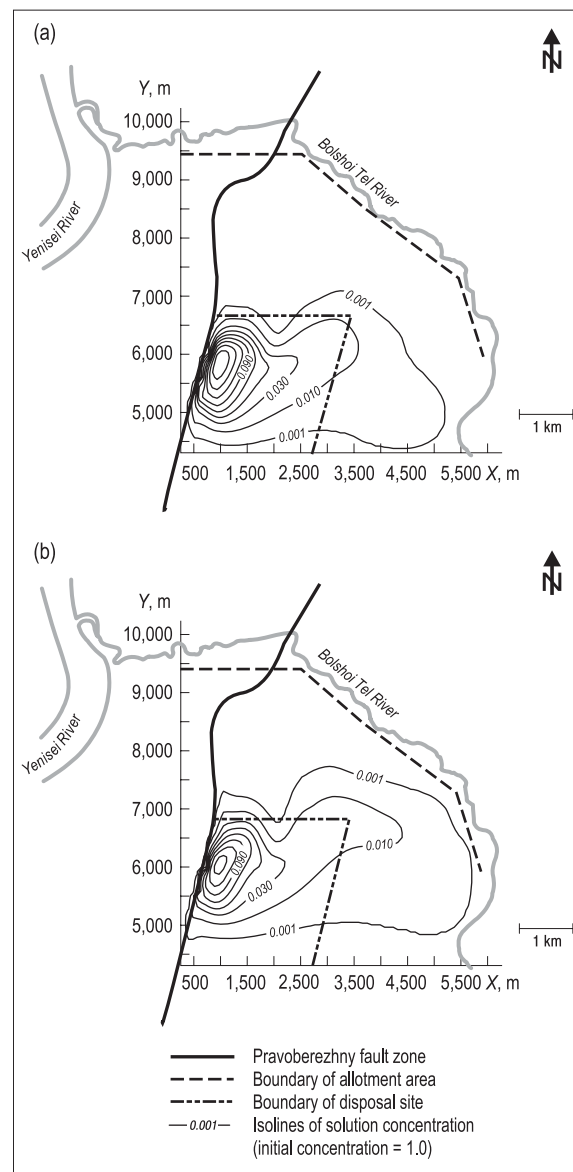 (a)
N
Y, m
10,000
9,000
8,000
7,000
6,000
5,000
Yenisei River
Bolshoi Tel River
0.001
0.090
0.030
0.010
0.001
500 1,500 2,500 3,500 4,500 5,500 X, m
1 km
(b)
N
Y, m
10,000
9,000
8,000
7,000
6,000
5,000
Yenisei River
Bolshoi Tel River
0.001
0.010
0.090
0.030
0.001
500 1,500 2,500 3,500 4,500 5,500 X, m
1 km
Pravoberezhny fault zone
Boundary of allotment area
Boundary of disposal site
0.001 Isolines of solution concentration
(initial concentration = 1.0)